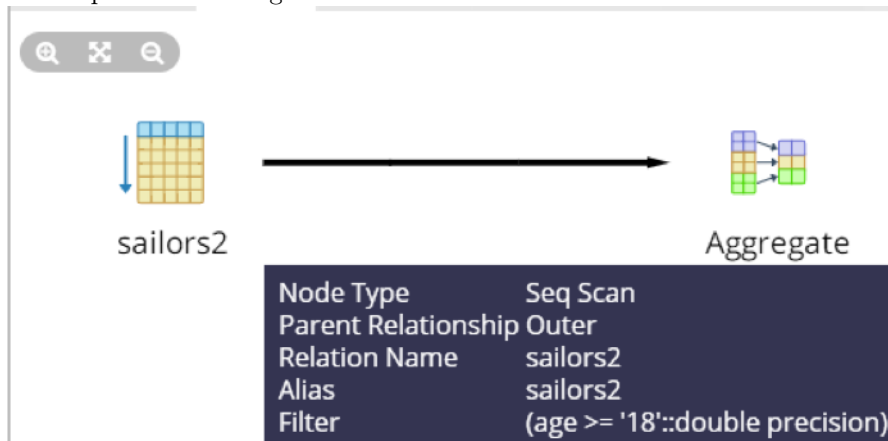 sailors2
Aggregate
Node Type Seq Scan
Parent Relationship Outer
Relation Name sailors2
Alias sailors2
Filter (age >= '18'::double precision)